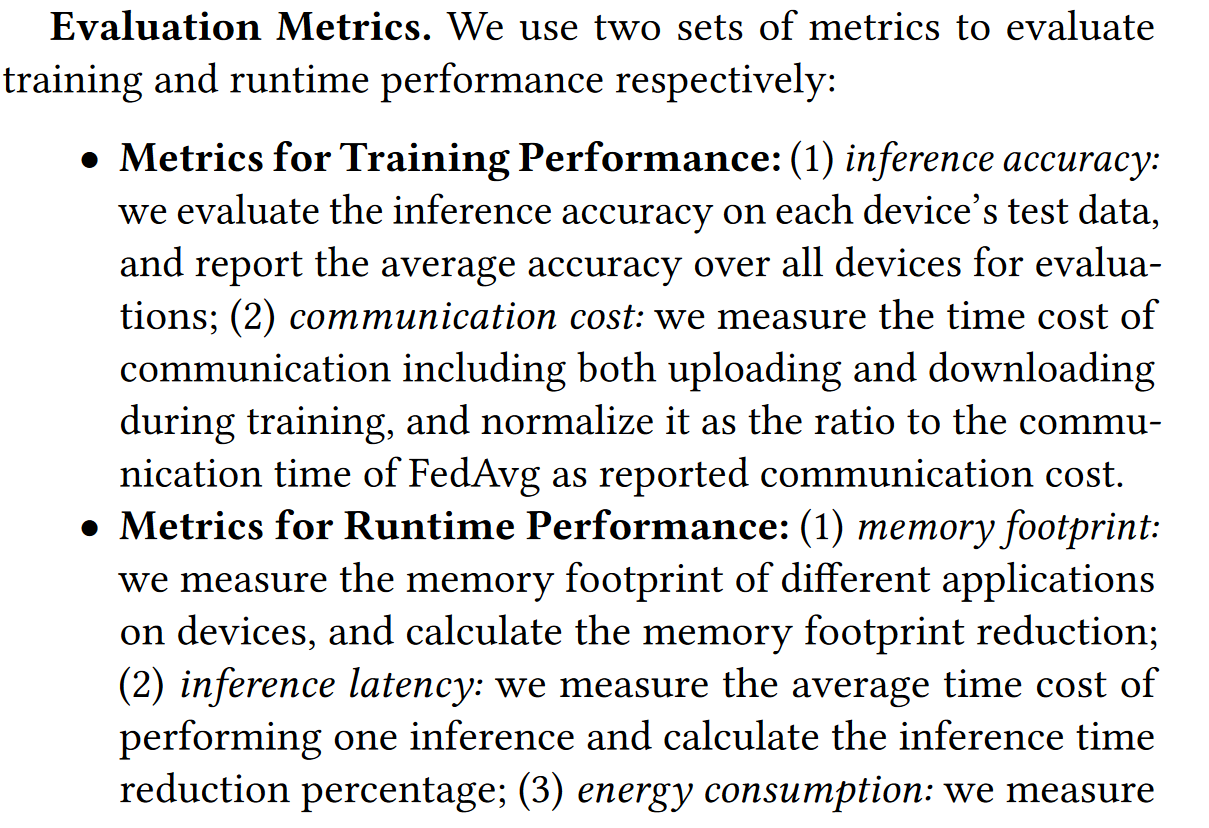 Evaluation Metrics. We use two sets of metrics to evaluate
training and runtime performance respectively:
• Metrics for Training Performance: (1) inference accuracy:
we evaluate the inference accuracy on each device’s test data,
and report the average accuracy over all devices for evalua-
tions; (2) communication cost: we measure the time cost of
communication including both uploading and downloading
during training, and normalize it as the ratio to the commu-
nication time of FedAvg as reported communication cost.
• Metrics for Runtime Performance: (1) memory footprint:
we measure the memory footprint of different applications
on devices, and calculate the memory footprint reduction;
(2) inference latency: we measure the average time cost of
performing one inference and calculate the inference time
reduction percentage; (3) energy consumption: we measure